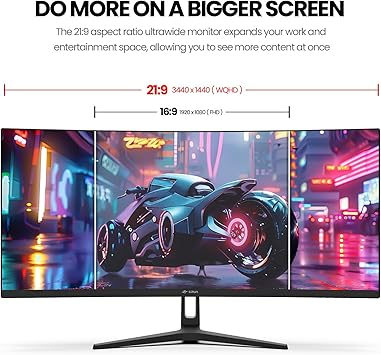 DO MORE ON A BIGGER SCREEN
The 21:9 aspect ratio ultrawide monitor expands your work and
entertainment space, allowing you to see more content at once
21:9 3440 x 1440 ( WQHD )
16:9 1920 x 1080 ( FHD )